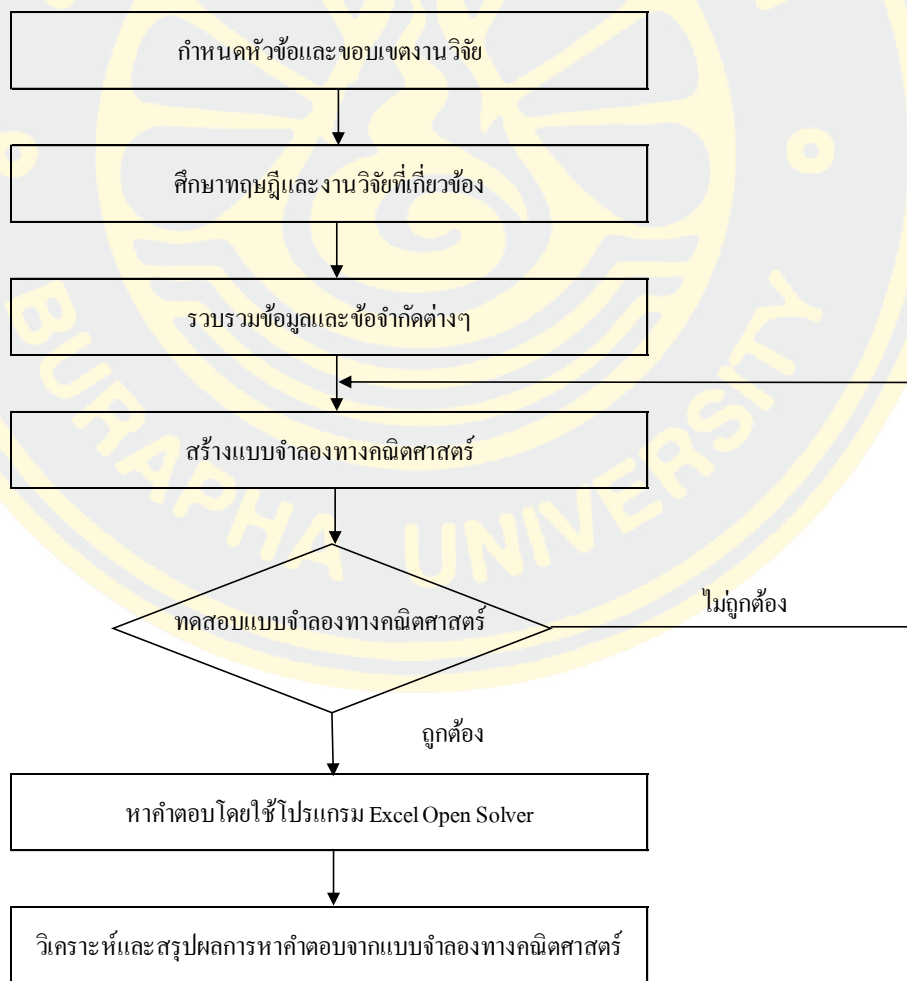 กำหนดหัวข้อและขอบเขตงานวิจัย
ศึกษาทฤษฎีและงานวิจัยที่เกี่ยวข้อง
รวบรวมข้อมูลและข้อจำกัดต่างๆ
สร้างแบบจำลองทางคณิตศาสตร์
ทดสอบแบบจำลองทางคณิตศาสตร์
ไม่ถูกต้อง
ถูกต้อง
หาคำตอบโดยใช้โปรแกรม Excel Open Solver
วิเคราะห์และสรุปผลการหาคำตอบจากแบบจำลองทางคณิตศาสตร์
BURAPHA UNIVERSITY